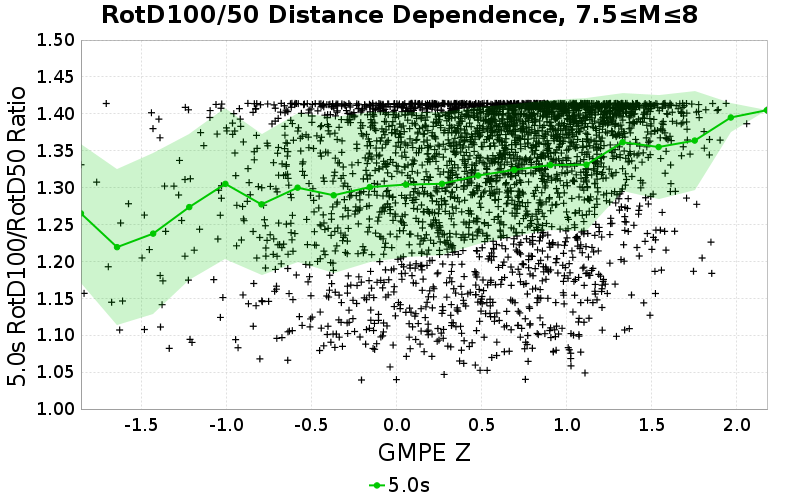 RotD100/50 Distance Dependence, 7.5≤M≤8
5.0s RotD100/RotD50 Ratio
1.50
1.45
1.40
1.35
1.30
1.25
1.20
1.15
1.10
1.05
1.00
-1.5 -1.0 -0.5 0.0 0.5 1.0 1.5 2.0
GMPE Z
5.0s